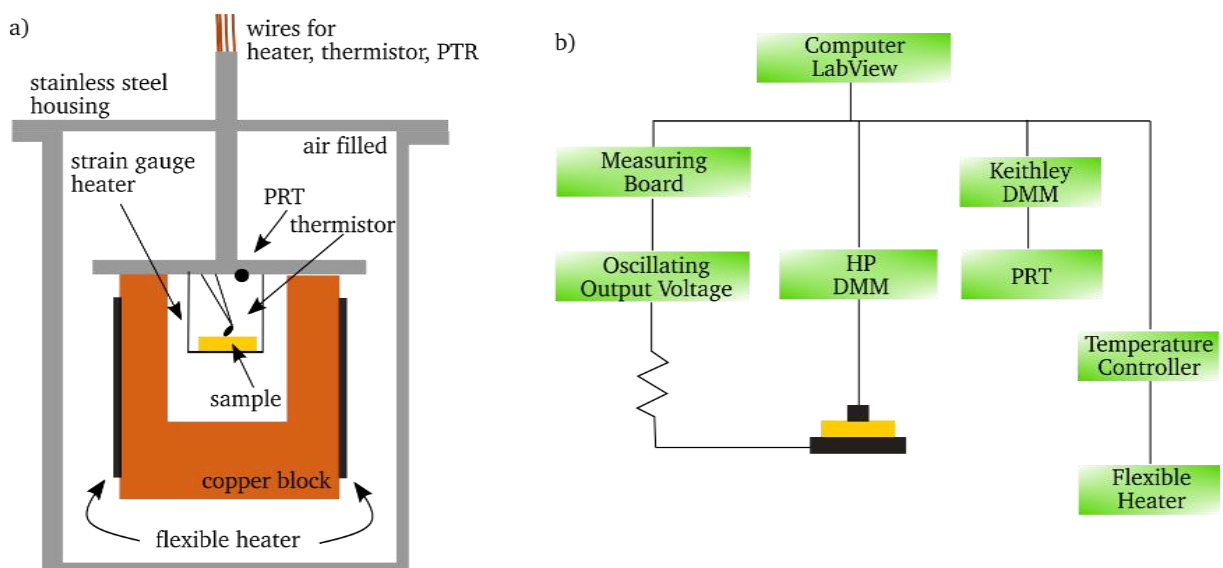 a)
wires for
heater, thermistor, PTR
stainless steel
housing
air filled
strain gauge
heater
PRT
thermistor
sample
copper block
flexible heater
b)
Computer
LabView
Measuring
Board
Keithley
DMM
Oscillating
Output Voltage
HP
DMM
PRT
Temperature
Controller
Flexible
Heater